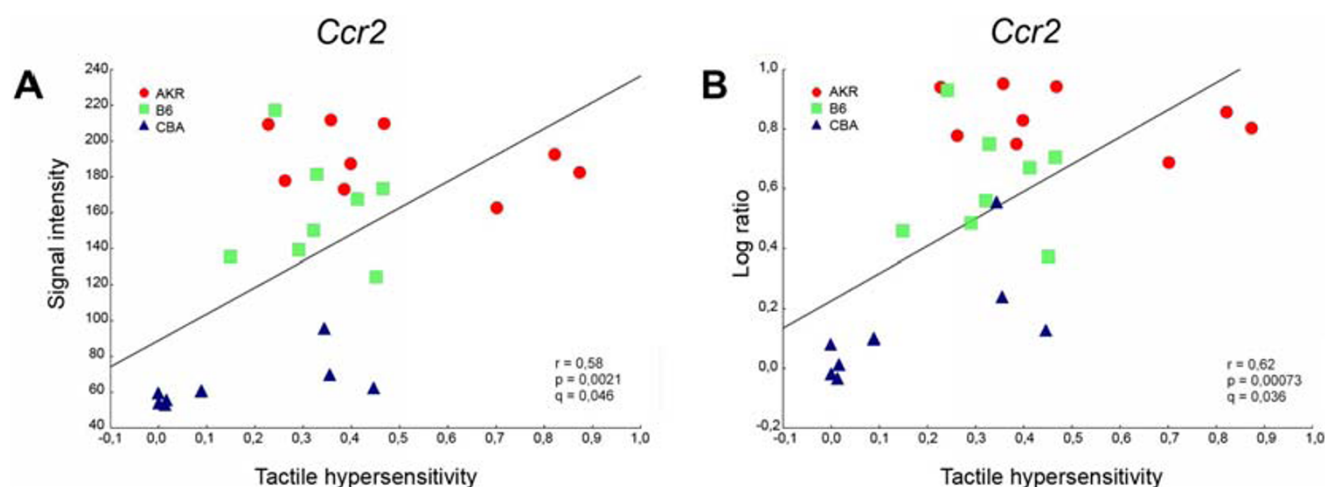 Ccr2
A
240
220
200
180
160
140
120
100
80
60
40
Signal intensity
AKR
B6
CBA
r = 0,58
p = 0,0021
q = 0,046
-0,1 0,0 0,1 0,2 0,3 0,4 0,5 0,6 0,7 0,8 0,9 1,0
Tactile hypersensitivity
Ccr2
B
1,0
0,8
0,6
0,4
0,2
0,0
-0,2
Log ratio
AKR
B6
CBA
r = 0,62
p = 0,00073
q = 0,036
-0,1 0,0 0,1 0,2 0,3 0,4 0,5 0,6 0,7 0,8 0,9 1,0
Tactile hypersensitivity